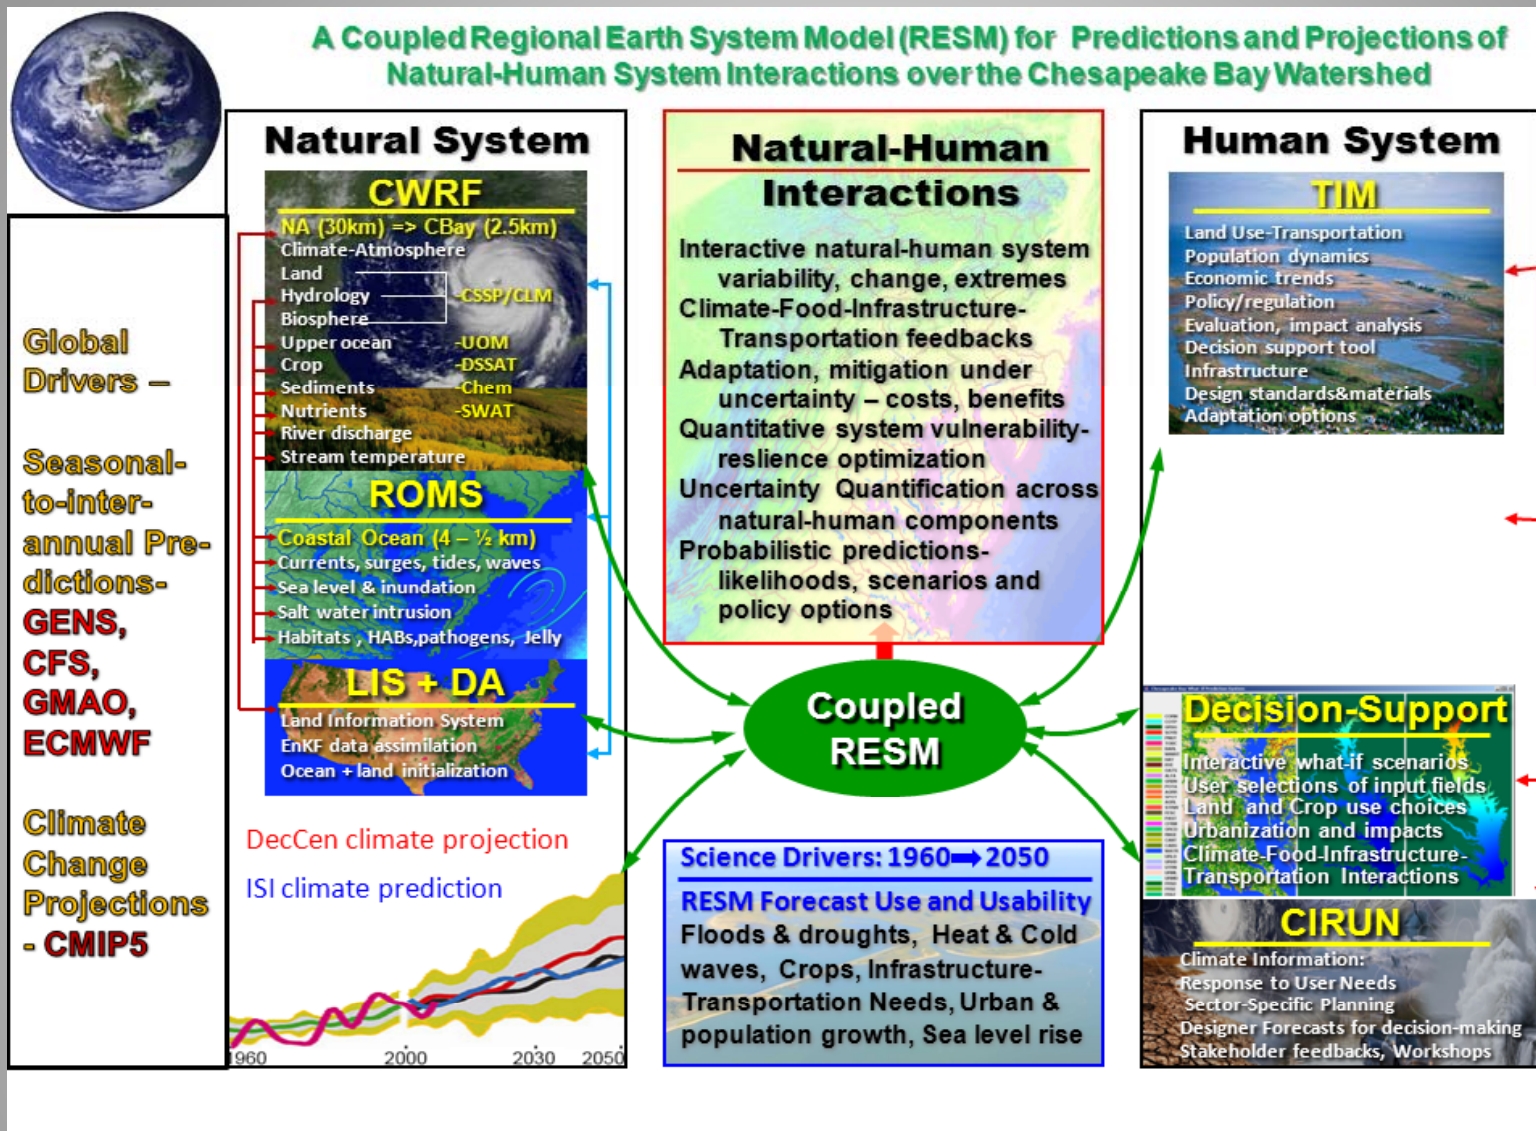 A Coupled Regional Earth System Model (RESM) for Predictions and Projections of
Natural-Human System Interactions over the Chesapeake Bay Watershed
Global
Drivers –
Seasonal-
to-inter-
annual Pre-
dictions-
GENS,
CFS,
GMAO,
ECMWF
Climate
Change
Projections
- CMIP5
Natural System
CWRF
NA (30km) => CBay (2.5km)
Climate-Atmosphere
Land
Hydrology -CSSP/CLM
Biosphere
Upper ocean -UOM
Crop -DSSAT
Sediments -Chem
Nutrients -SWAT
River discharge
Stream temperature
ROMS
Coastal Ocean (4 – ½ km)
Currents, surges, tides, waves
Sea level & inundation
Salt water intrusion
Habitats , HABs,pathogens, Jelly
LIS + DA
Land Information System
EnKF data assimilation
Ocean + land initialization
DecCen climate projection
ISI climate prediction
1960 2000 2030 2050
Natural-Human
Interactions
Interactive natural-human system
variability, change, extremes
Climate-Food-Infrastructure-
Transportation feedbacks
Adaptation, mitigation under
uncertainty – costs, benefits
Quantitative system vulnerability-
reslience optimization
Uncertainty Quantification across
natural-human components
Probabilistic predictions-
likelihoods, scenarios and
policy options
Coupled
RESM
Science Drivers: 1960➡2050
RESM Forecast Use and Usability
Floods & droughts, Heat & Cold
waves, Crops, Infrastructure-
Transportation Needs, Urban &
population growth, Sea level rise
Human System
TIM
Land Use-Transportation
Population dynamics
Economic trends
Policy/regulation
Evaluation, impact analysis
Decision support tool
Infrastructure
Design standards&materials
Adaptation options
Decision-Support
Interactive what-if scenarios
User selections of input fields
Land and Crop use choices
Urbanization and impacts
Climate-Food-Infrastructure-
Transportation Interactions
CIRUN
Climate Information:
Response to User Needs
Sector-Specific Planning
Designer Forecasts for decision-making
Stakeholder feedbacks, Workshops